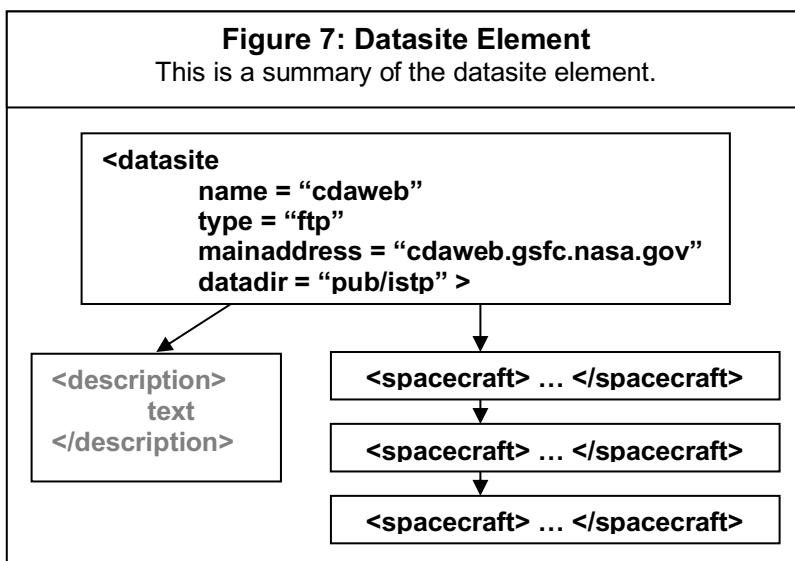 Figure 7: Datasite Element
This is a summary of the datasite element.
<datasite
name = “cdaweb”
type = “ftp”
mainaddress = “cdaweb.gsfc.nasa.gov”
datadir = “pub/istp” >
<description>
text
</description>
<spacecraft> … </spacecraft>
<spacecraft> … </spacecraft>
<spacecraft> … </spacecraft>